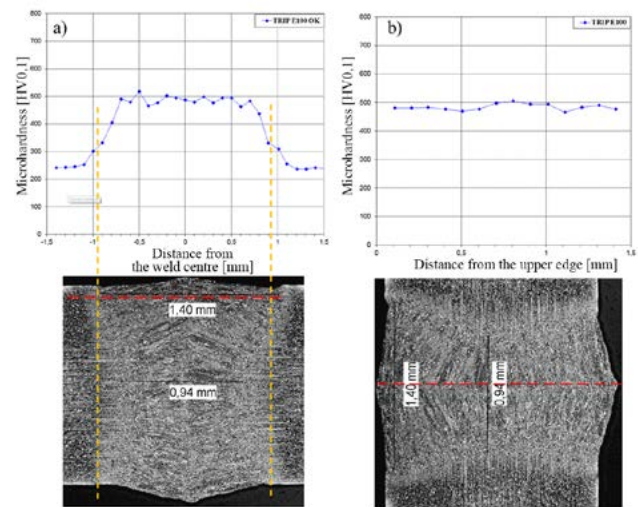 a)
TRIP E100 OK
Microhardness [HV0,1]
800
700
600
500
400
300
200
100
0
-1.5
-1
-0.5
0
0.5
1
1.5
Distance from
the weld centre [mm]
1,40 mm
0,94 mm
b)
TRIP E100
Microhardness [HV0,1]
800
700
600
500
400
300
200
100
0
0
0,5
1
1.5
Distance from the upper edge [mm]
1,40 mm
0,94 mm